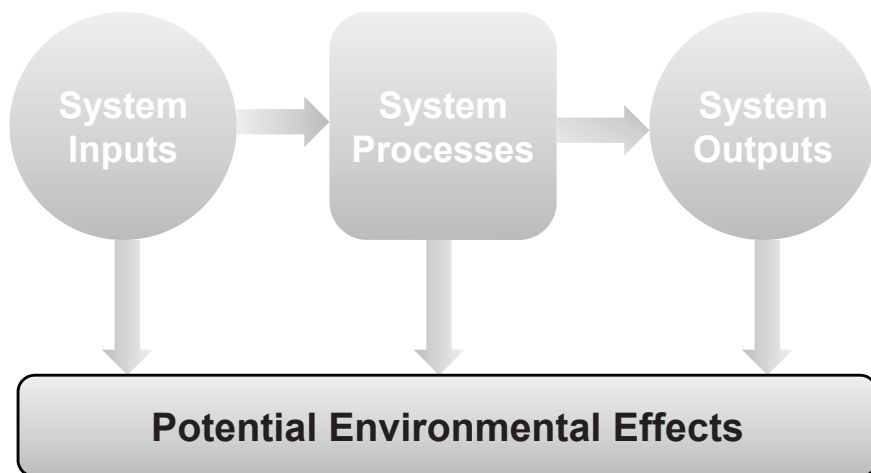 System
Inputs
System
Processes
System
Outputs
Potential Environmental Effects